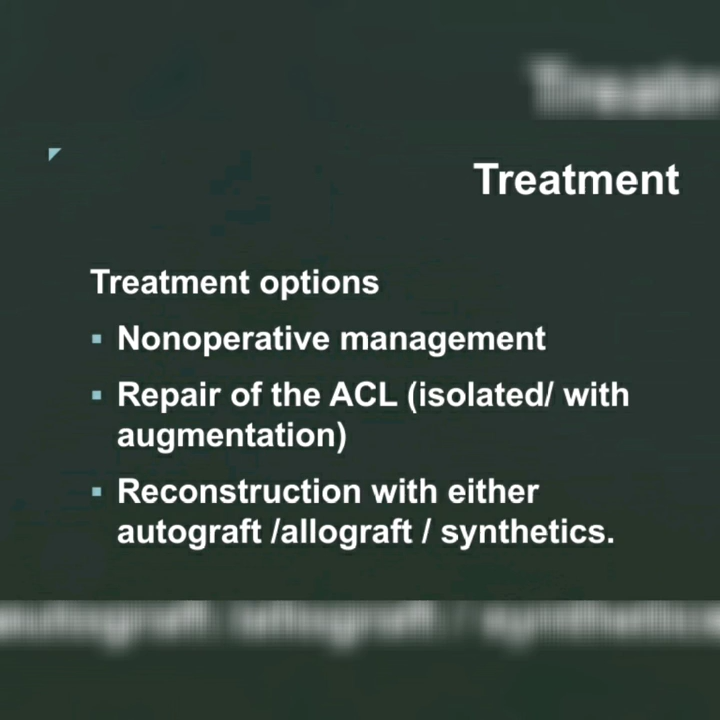 Treatment
Treatment options
▪ Nonoperative management
▪ Repair of the ACL (isolated/ with
augmentation)
▪ Reconstruction with either
autograft /allograft / synthetics.